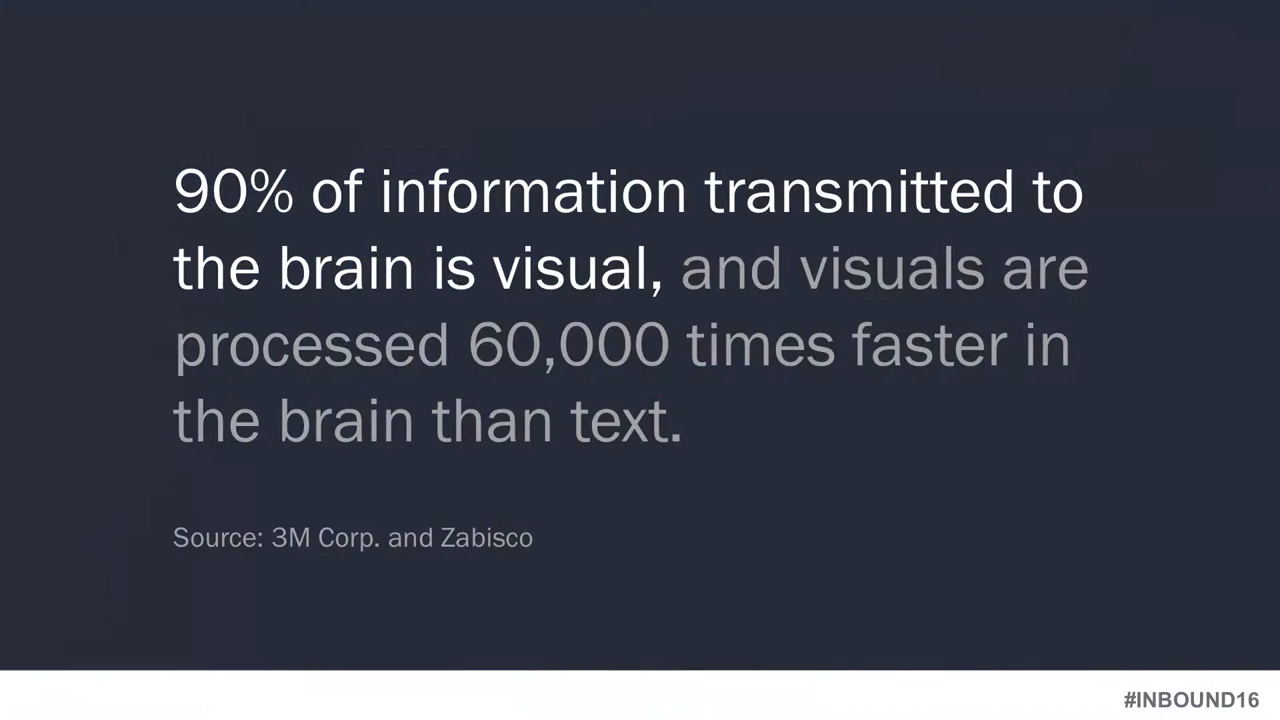 90% of information transmitted to
the brain is visual, and visuals are
processed 60,000 times faster in
the brain than text.
Source: 3M Corp. and Zabisco
#INBOUND16